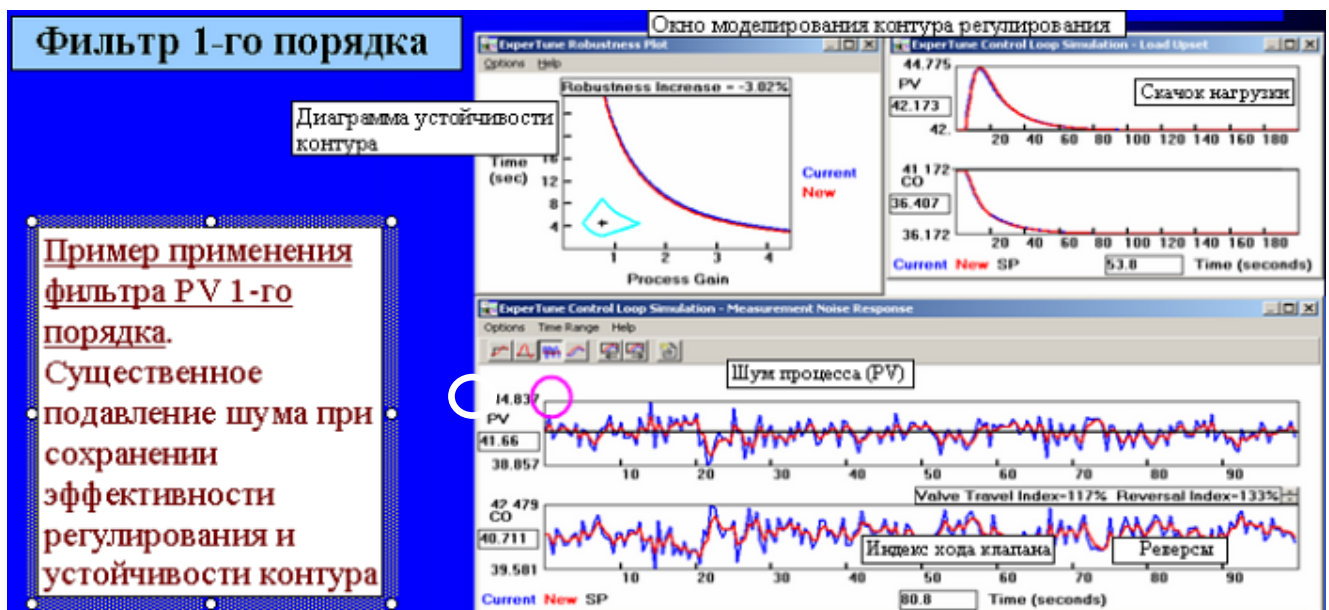 Фильтр 1-го порядка
Окно моделирования контура регулирования
ExperTune Robustness Plot
Options Help
Robustness Increase = -3.02%
Диаграмма устойчивости
контура
Time
(sec)
16
12
8
4
1 2 3 4
Process Gain
Current
New
ExperTune Control Loop Simulation - Load Upset
44.775
PV
42.173
42.
Скачок нагрузки
20 40 60 80 100 120 140 160 180
41.172
CO
36.407
36.172
20 40 60 80 100 120 140 160 180
Current New SP 53.8 Time (seconds)
Пример применения
фильтра PV 1-го
порядка.
Существенное
подавление шума при
сохранении
эффективности
регулирования и
устойчивости контура
ExperTune Control Loop Simulation - Measurement Noise Response
Options Time Range Help
Шум процесса (PV)
14.837
PV
41.66
38.857
10 20 30 40 50 60 70 80 90
Valve Travel Index=117% Reversal Index=133%
42.479
CO
40.711
39.581
Индекс хода клапана
Реверсы
10 20 30 40 50 60 70 80 90
Current New SP 80.8 Time (seconds)